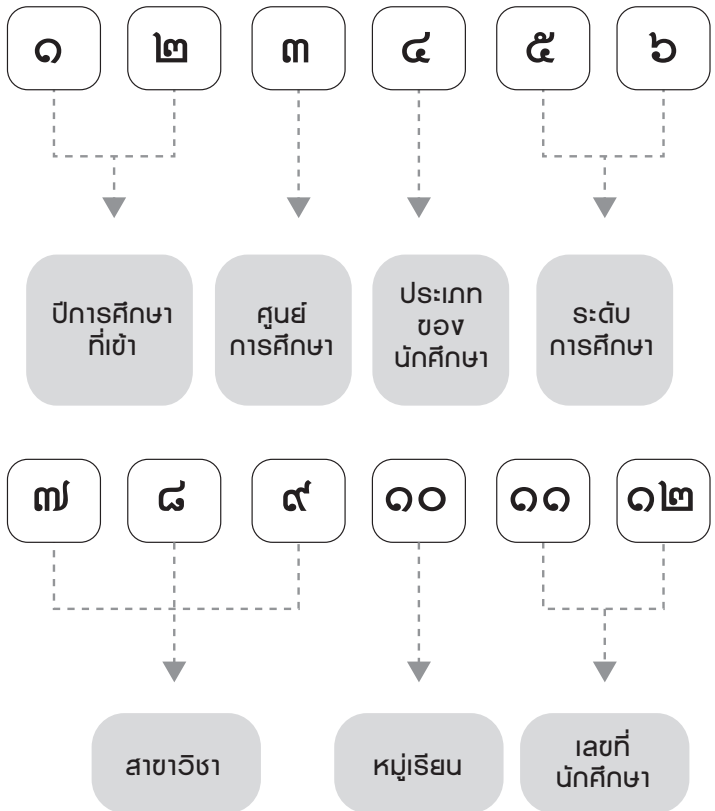 ๑ ๒ ๓ ๔ ๕ ๖
ปีการศึกษา
ที่เข้า
ศูนย์
การศึกษา
ประเภท
ของ
นักศึกษา
ระดับ
การศึกษา
๗ ๘ ๙ ๑๐ ๑๑ ๑๒
สาขาวิชา
หมู่เรียน
เลขที่
นักศึกษา